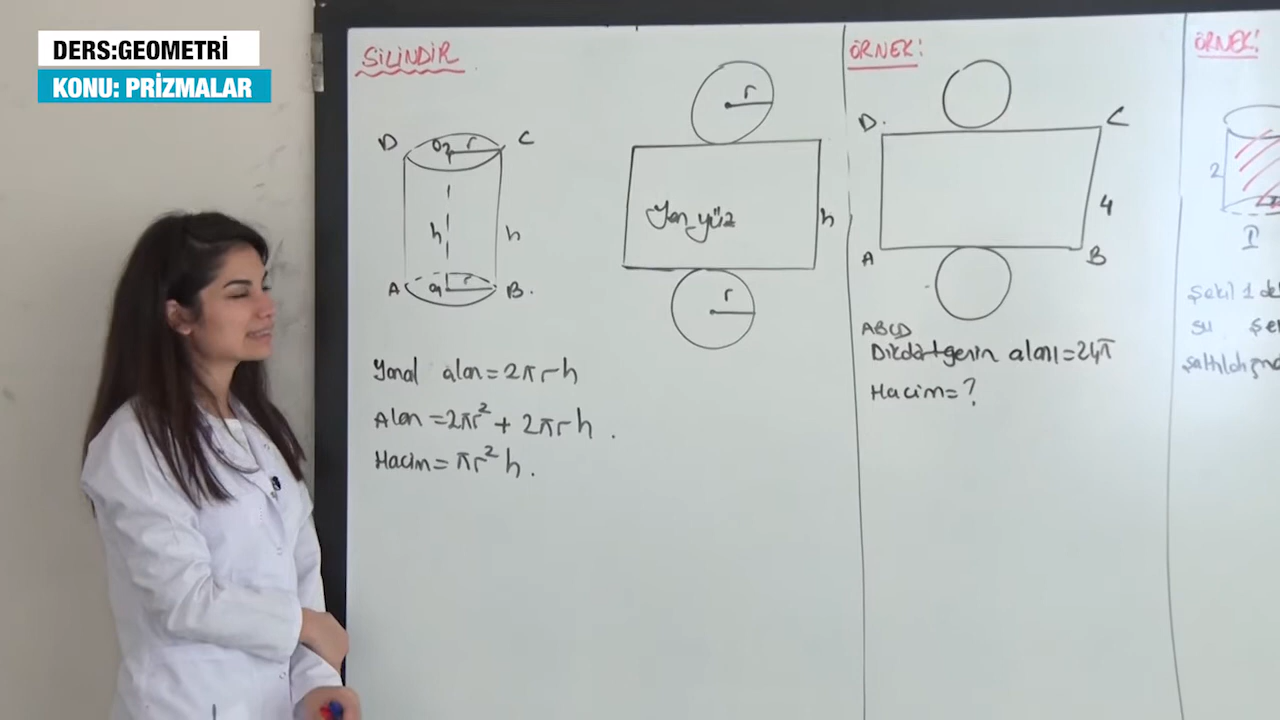 DERS:GEOMETRİ
KONU: PRİZMALAR
SİLİNDİR
D
O2
r
C
h
h
A
O1
r
B.
r
Yan yüz
h
r
Yanal alan=2πrh
Alan=2πr²+2πrh.
Hacim=πr²h.
ÖRNEK:
D.
C
4
A
B
ABCD
Dikdörtgenin alanı=24π
Hacim=?
ÖRNEK:
2
I
Şekil 1 de
su